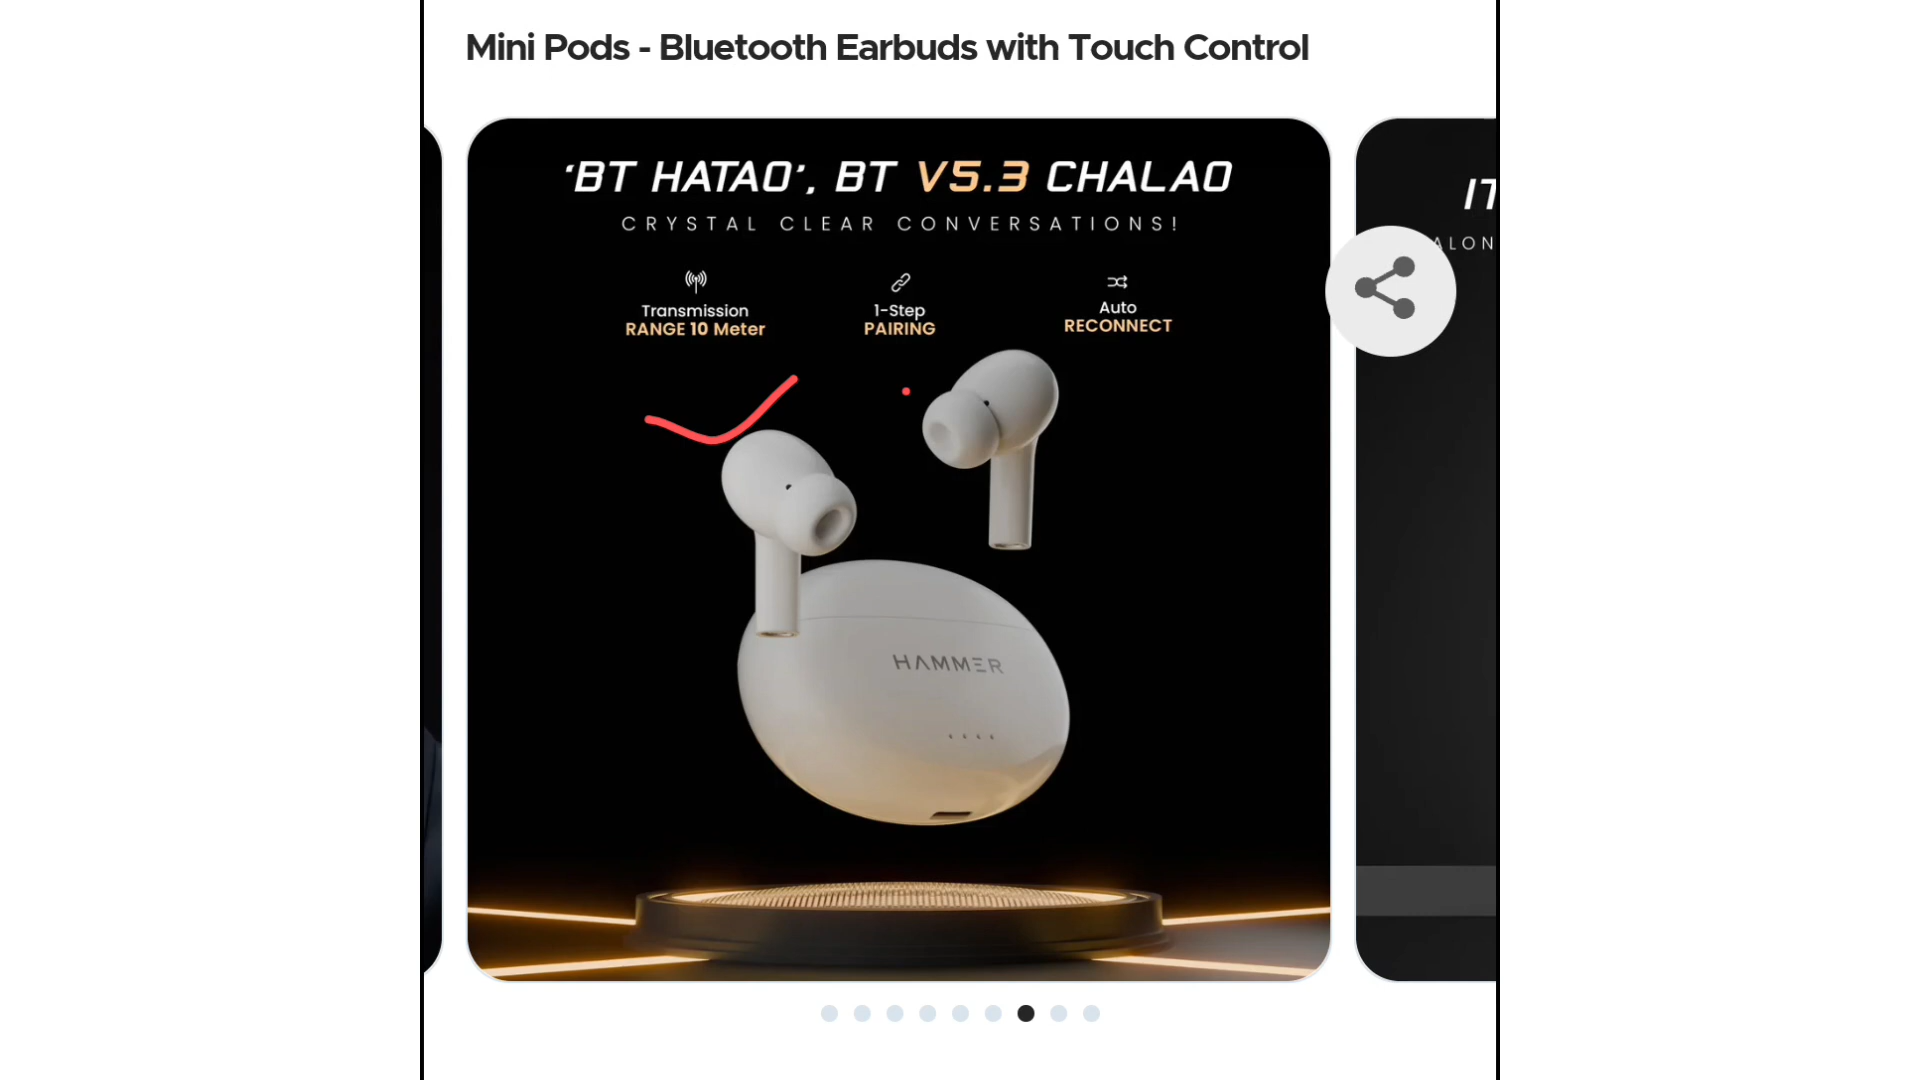 Mini Pods - Bluetooth Earbuds with Touch Control
'BT HATAO', BT V5.3 CHALAO
CRYSTAL CLEAR CONVERSATIONS!
Transmission
RANGE 10 Meter
1-Step
PAIRING
Auto
RECONNECT
HAMMER